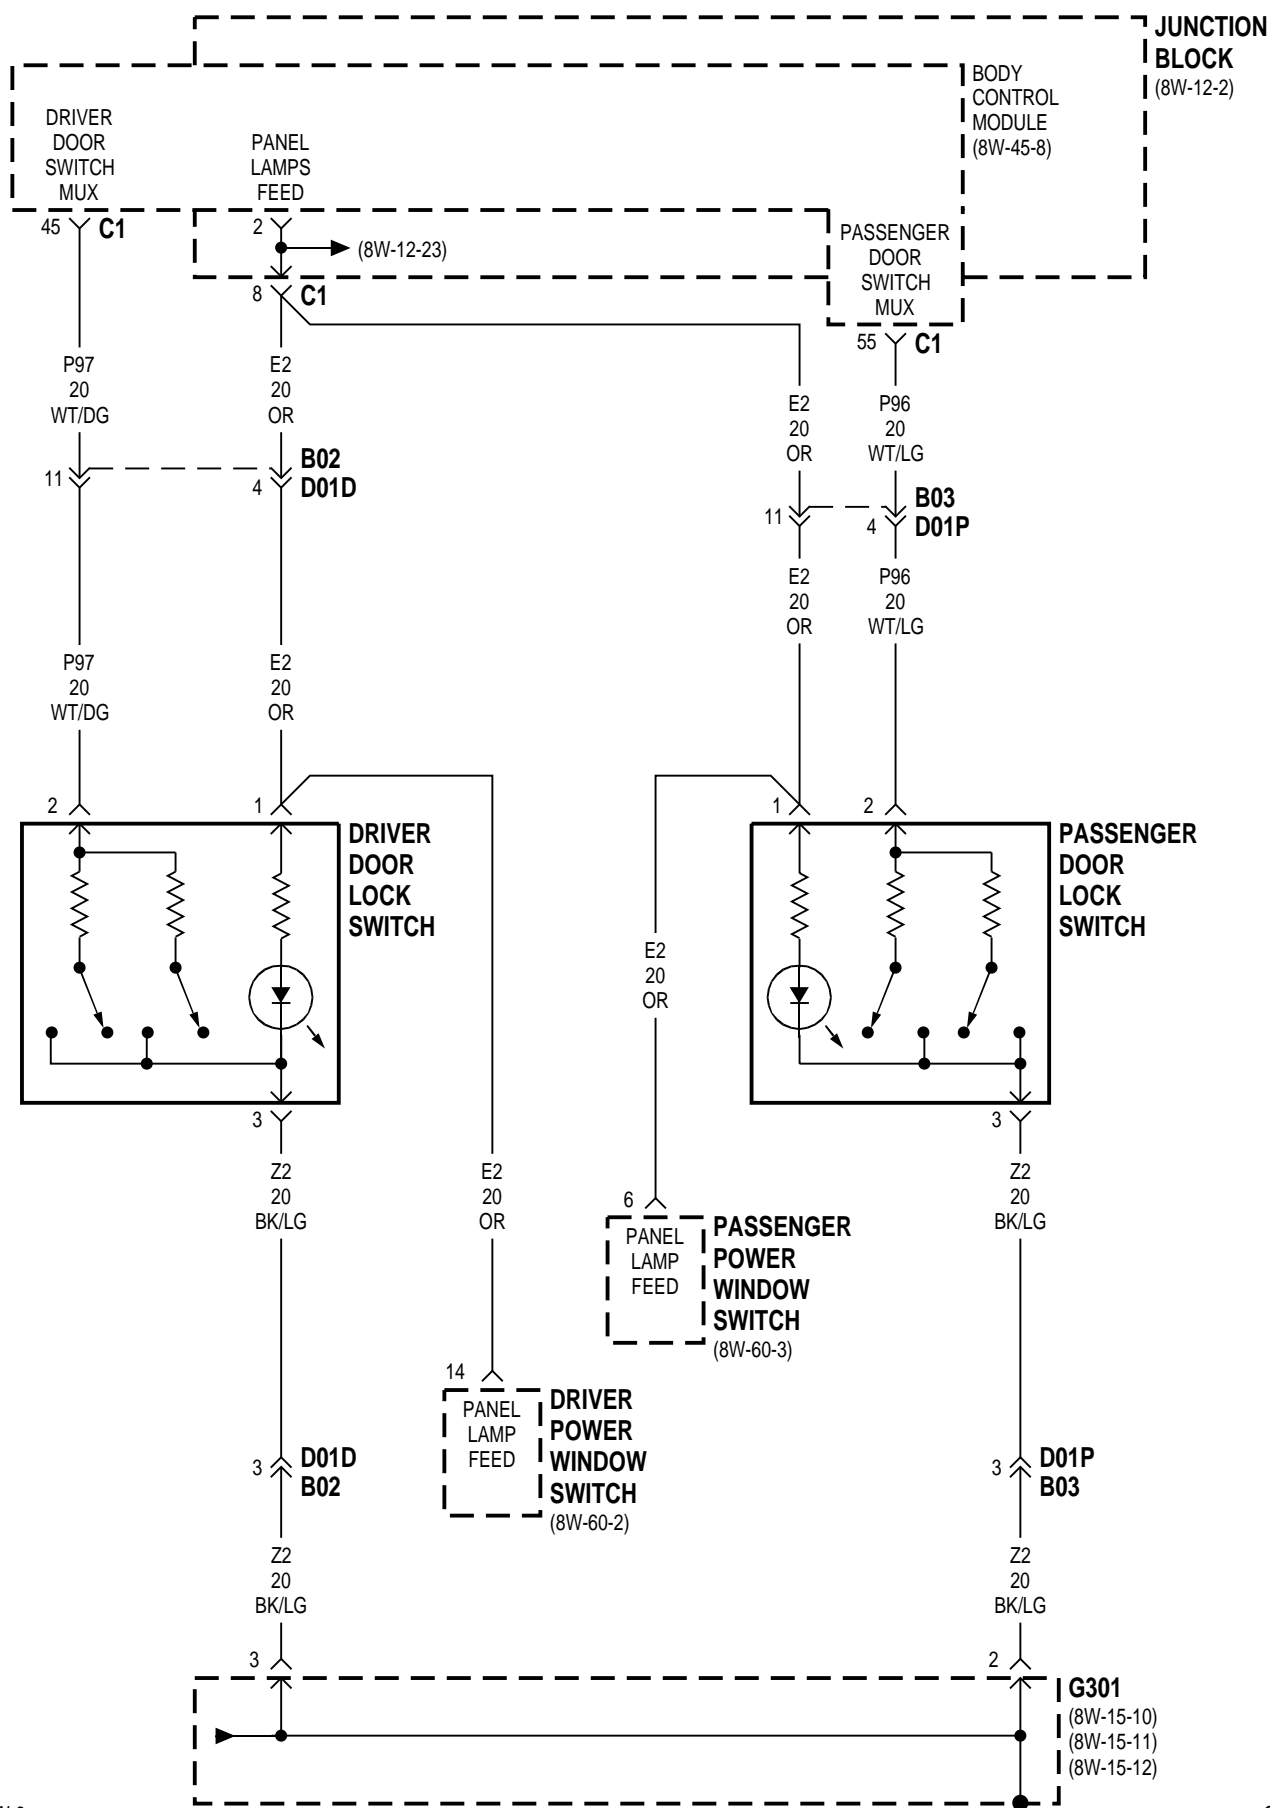 JUNCTION
BLOCK
(8W-12-2)
BODY
CONTROL
MODULE
(8W-45-8)
DRIVER
DOOR
SWITCH
MUX
PANEL
LAMPS
FEED
45
C1
2
(8W-12-23)
PASSENGER
DOOR
SWITCH
MUX
8
C1
55
C1
P97
20
WT/DG
E2
20
OR
E2
20
OR
P96
20
WT/LG
11
4
B02
D01D
11
4
B03
D01P
E2
20
OR
P96
20
WT/LG
P97
20
WT/DG
E2
20
OR
2
1
DRIVER
DOOR
LOCK
SWITCH
1
2
PASSENGER
DOOR
LOCK
SWITCH
E2
20
OR
3
3
Z2
20
BK/LG
E2
20
OR
Z2
20
BK/LG
6
PANEL
LAMP
FEED
PASSENGER
POWER
WINDOW
SWITCH
(8W-60-3)
14
PANEL
LAMP
FEED
DRIVER
POWER
WINDOW
SWITCH
(8W-60-2)
3
D01D
B02
3
D01P
B03
Z2
20
BK/LG
Z2
20
BK/LG
3
2
G301
(8W-15-10)
(8W-15-11)
(8W-15-12)